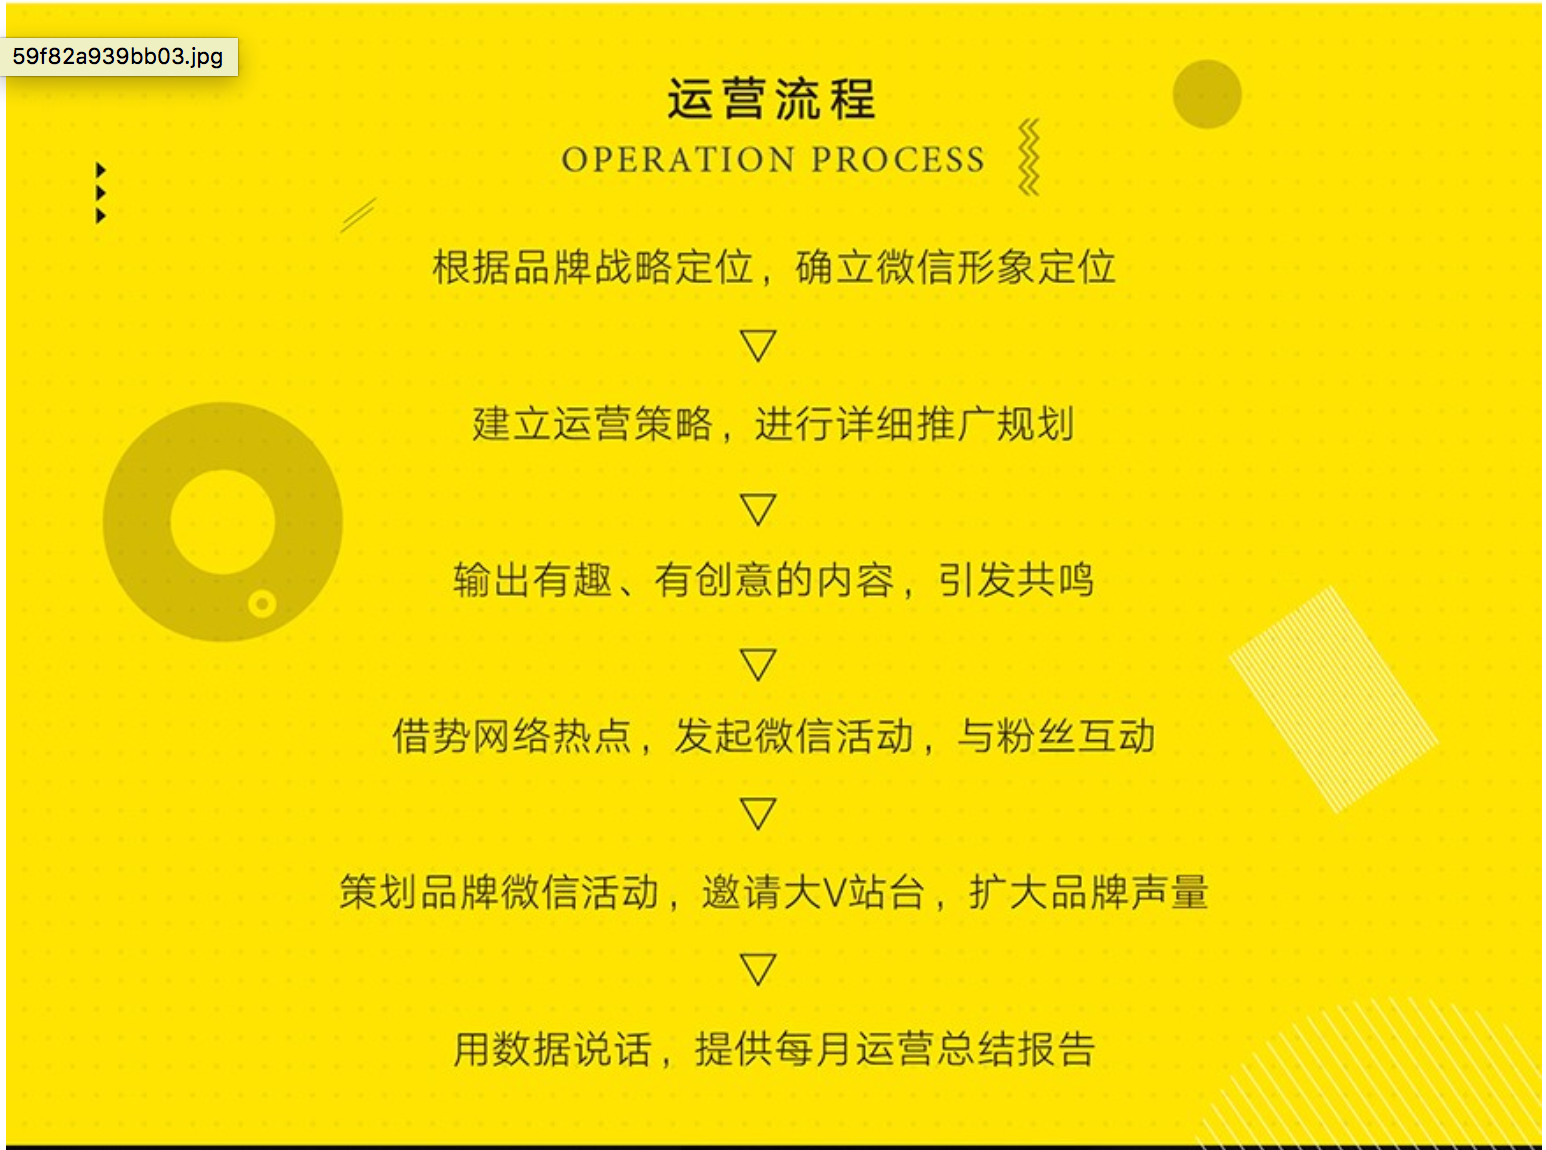 59f82a939bb03.jpg
运营流程
OPERATION PROCESS
根据品牌战略定位，确立微信形象定位
建立运营策略，进行详细推广规划
输出有趣、有创意的内容，引发共鸣
借势网络热点，发起微信活动，与粉丝互动
策划品牌微信活动，邀请大V站台，扩大品牌声量
用数据说话，提供每月运营总结报告